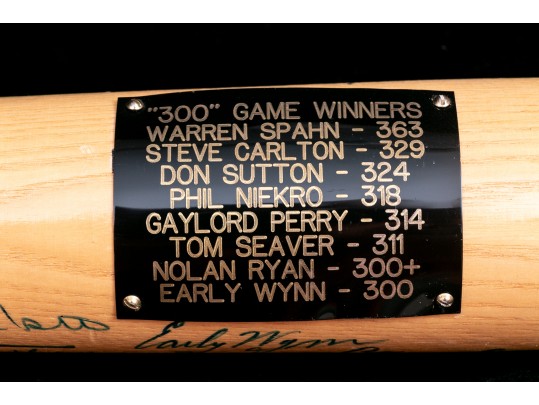 "300" GAME WINNERS
WARREN SPAHN - 363
STEVE CARLTON - 329
DON SUTTON - 324
PHIL NIEKRO - 318
GAYLORD PERRY - 314
TOM SEAVER - 311
NOLAN RYAN - 300+
EARLY WYNN - 300
Early Wynn